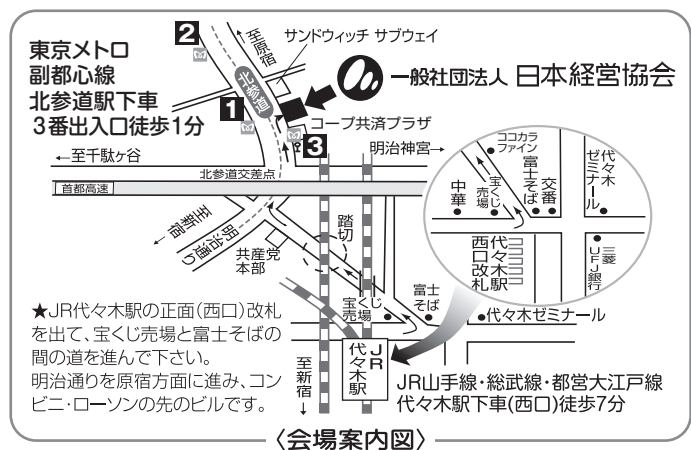 東京メトロ
副都心線
北参道駅下車
3番出入口徒歩1分
2
至原宿
サンドウィッチ サブウェイ
北参道
1
一般社団法人 日本経営協会
コープ共済プラザ
3
←至千駄ヶ谷
明治神宮→
北参道交差点
首都高速
至新宿
明治通り
共産党
本部
踏切
宝くじ
売場
富士
そば
代々木ゼミナール
JR
代々木駅
至新宿
ココカラ
ファイン
中華
宝くじ
売場
富士そば
交番
代々木
ゼミナール
代々木駅
西口改札
三菱
UFJ銀行
★JR代々木駅の正面(西口)改札
を出て、宝くじ売場と富士そばの
間の道を進んで下さい。
明治通りを原宿方面に進み、コン
ビニ・ローソンの先のビルです。
JR山手線・総武線・都営大江戸線
代々木駅下車(西口)徒歩7分
〈会場案内図〉